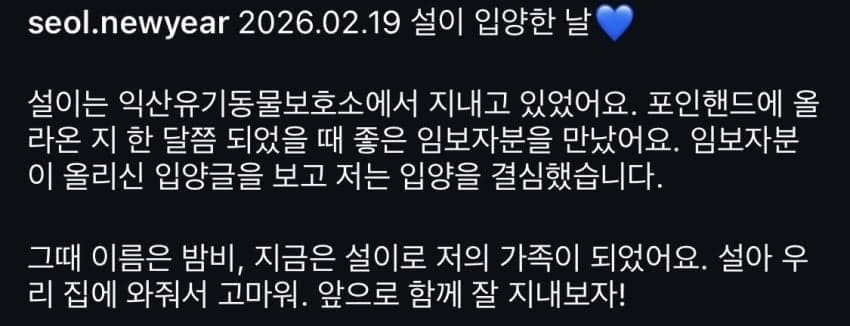 seol.newyear 2026.02.19 설이 입양한 날💙
설이는 익산유기동물보호소에서 지내고 있었어요. 포인핸드에 올
라온 지 한 달쯤 되었을 때 좋은 임보자분을 만났어요. 임보자분
이 올리신 입양글을 보고 저는 입양을 결심했습니다.
그때 이름은 밤비, 지금은 설이로 저의 가족이 되었어요. 설아 우
리 집에 와줘서 고마워. 앞으로 함께 잘 지내보자!